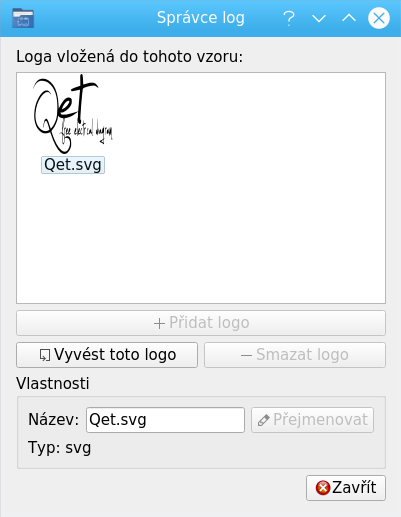 Správce log
Loga vložená do tohoto vzoru:
Qet
free electrical diagram
Qet.svg
Přidat logo
Vyvést toto logo
Smazat logo
Vlastnosti
Název: Qet.svg Přejmenovat
Typ: svg
Zavřít